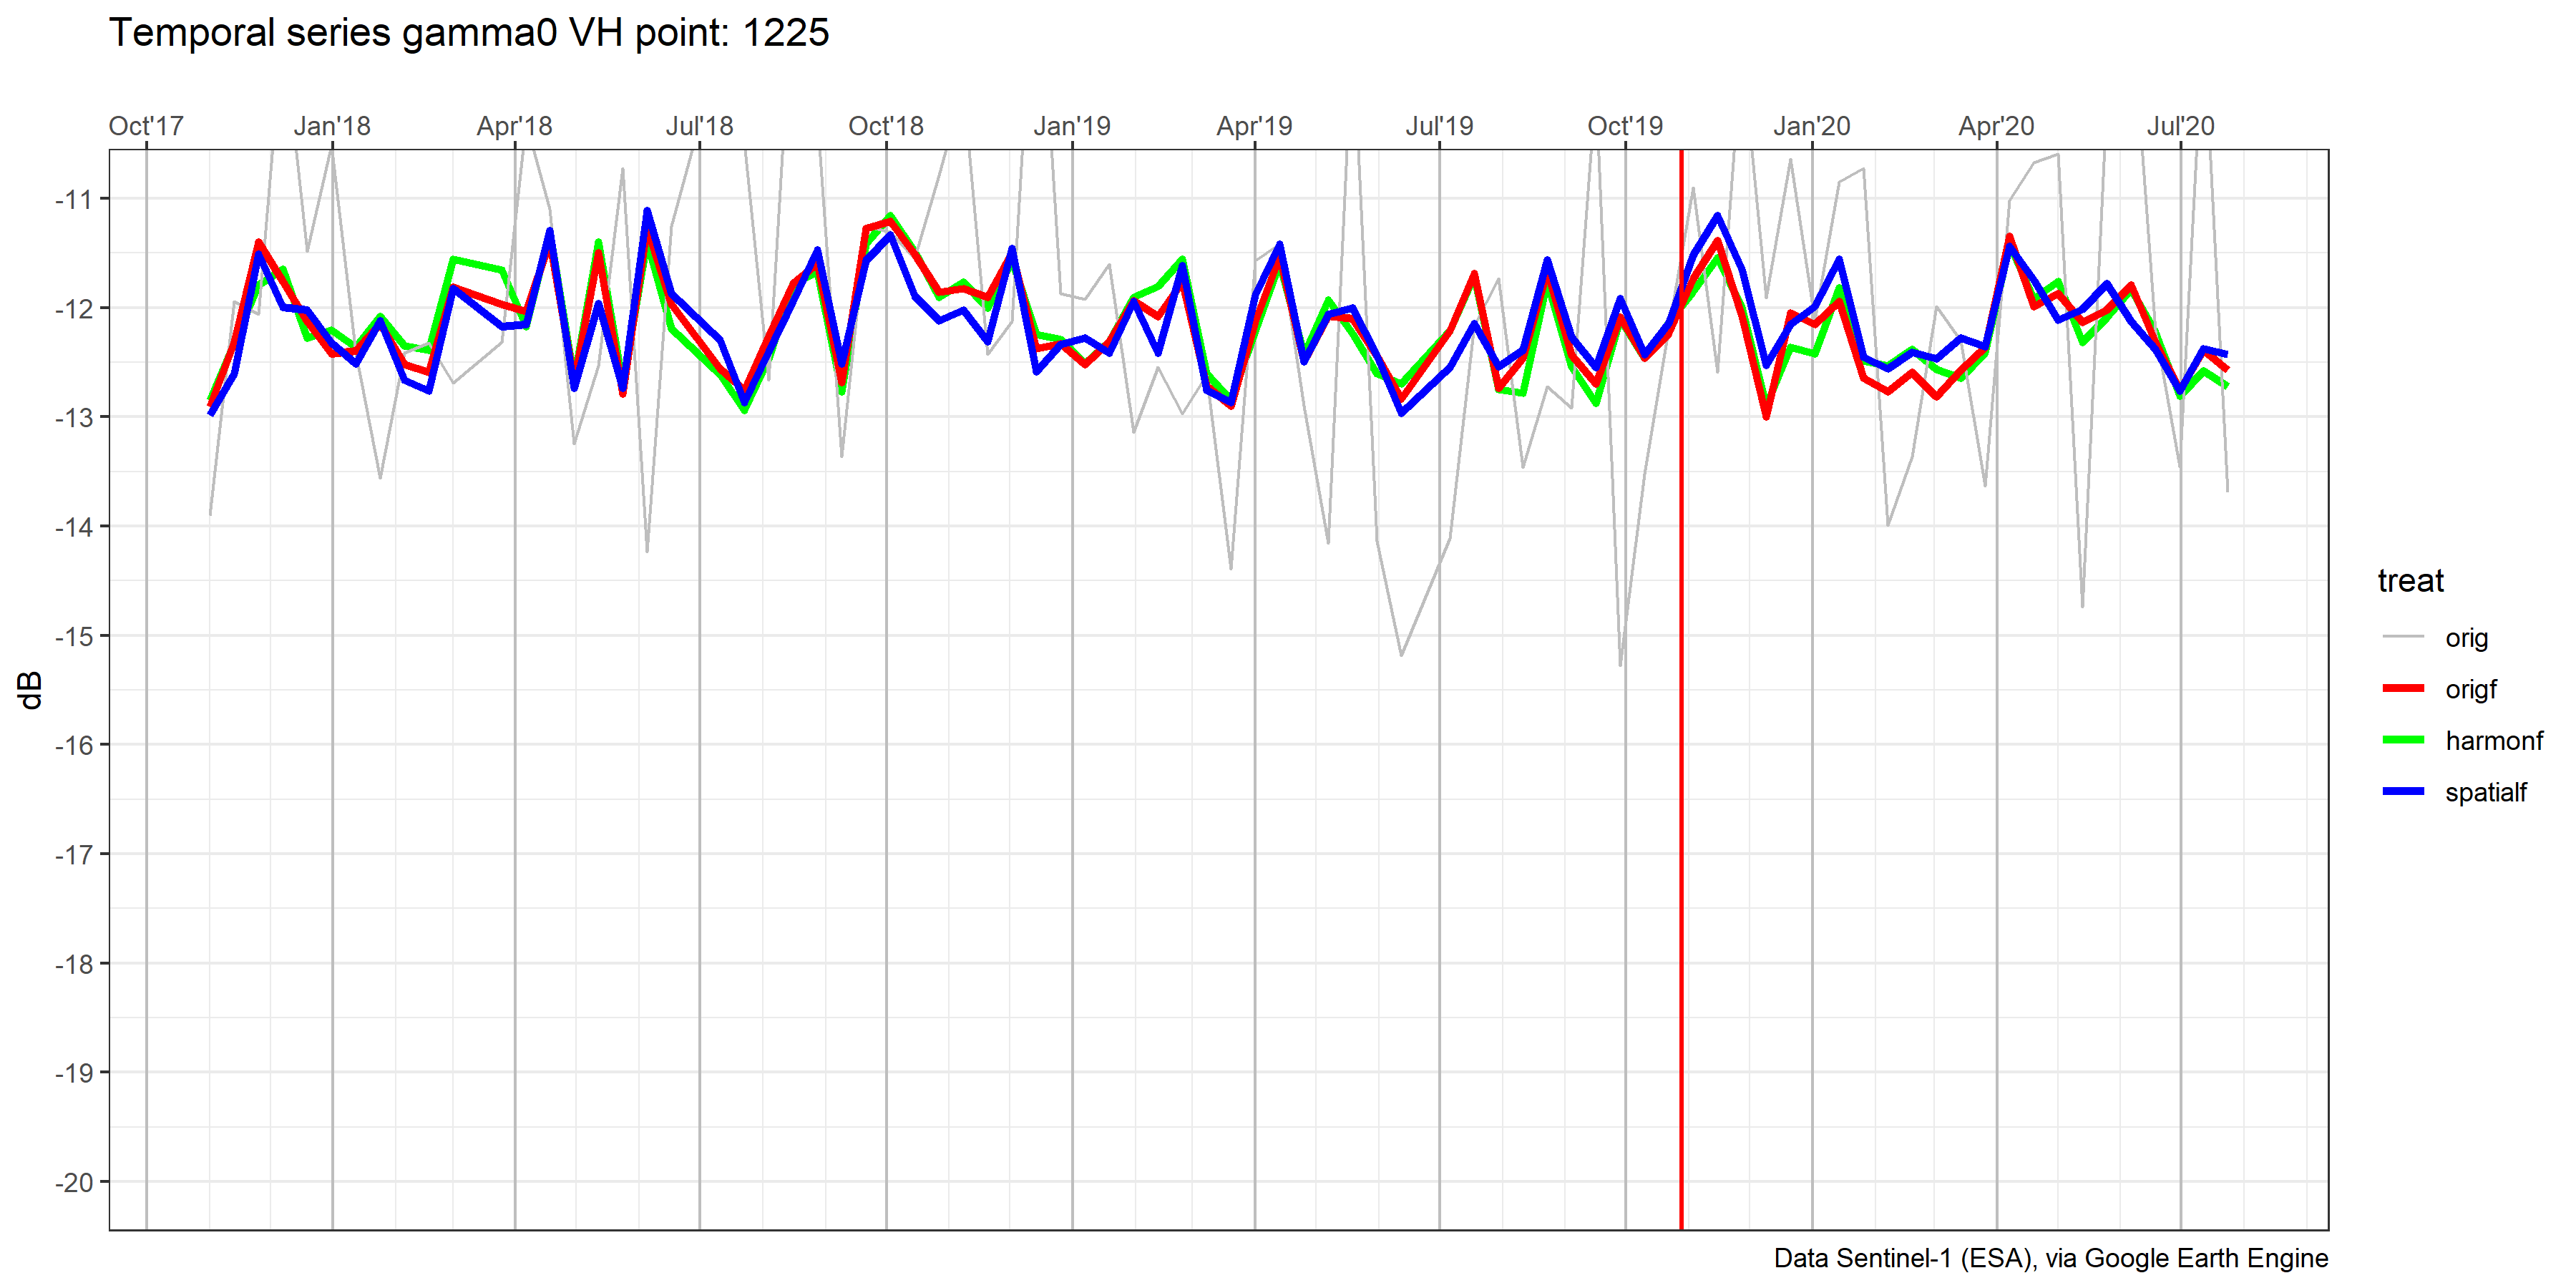 Temporal series gamma0 VH point: 1225
Oct'17 Jan'18 Apr'18 Jul'18 Oct'18 Jan'19 Apr'19 Jul'19 Oct'19 Jan'20 Apr'20 Jul'20
-11
-12
-13
-14
-15
-16
-17
-18
-19
-20
dB
treat
orig
origf
harmonf
spatialf
Data Sentinel-1 (ESA), via Google Earth Engine